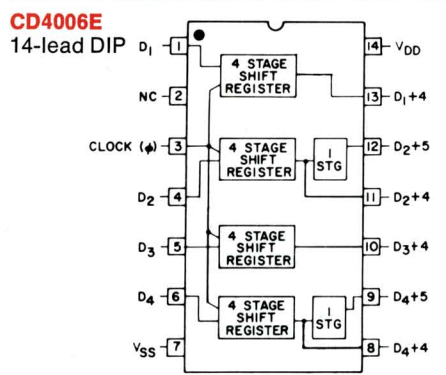 CD4006E
14-lead DIP
D1 1
NC 2
CLOCK (ϕ) 3
D2 4
D3 5
D4 6
VSS 7
4 STAGE
SHIFT
REGISTER
4 STAGE
SHIFT
REGISTER
1
STG
4 STAGE
SHIFT
REGISTER
4 STAGE
SHIFT
REGISTER
1
STG
14 VDD
13 D1+4
12 D2+5
11 D2+4
10 D3+4
9 D4+5
8 D4+4